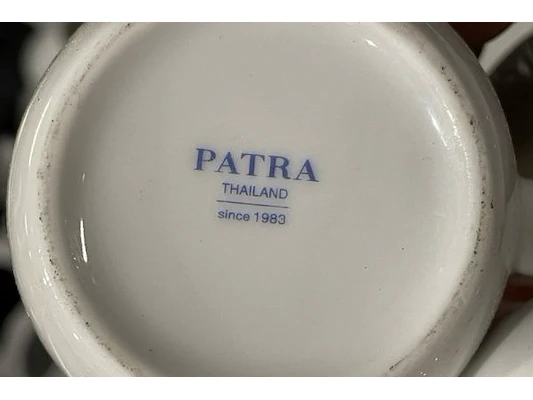 PATRA
THAILAND
since 1983